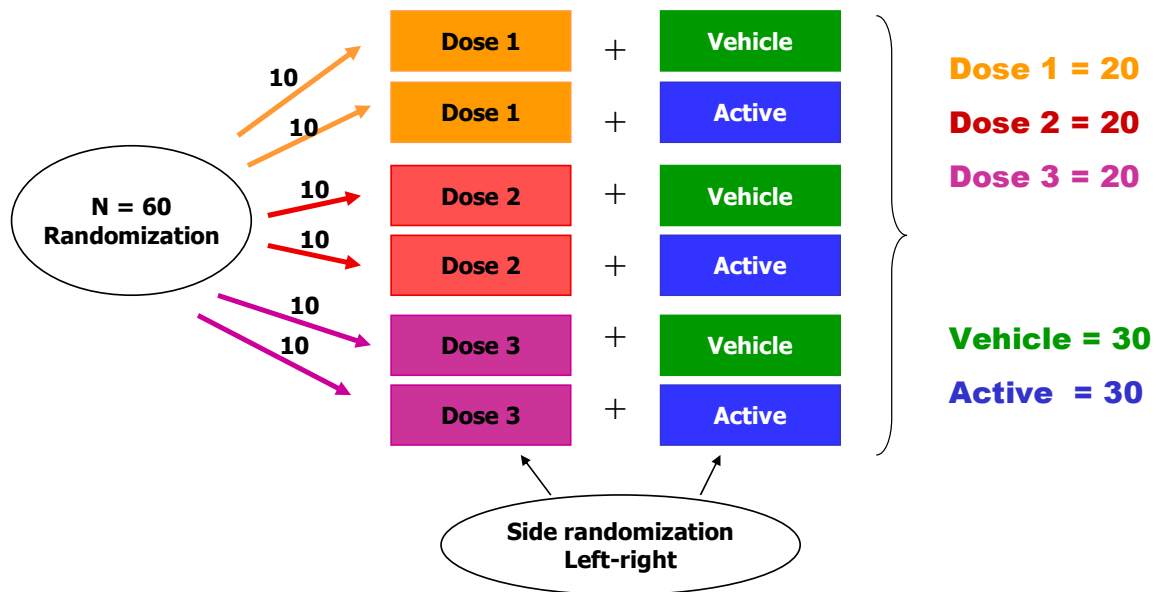 10 Dose 1 + Vehicle
10 Dose 1 + Active
10 Dose 2 + Vehicle
10 Dose 2 + Active
10 Dose 3 + Vehicle
10 Dose 3 + Active
N = 60
Randomization
Dose 1 = 20
Dose 2 = 20
Dose 3 = 20
Vehicle = 30
Active = 30
Side randomization
Left-right